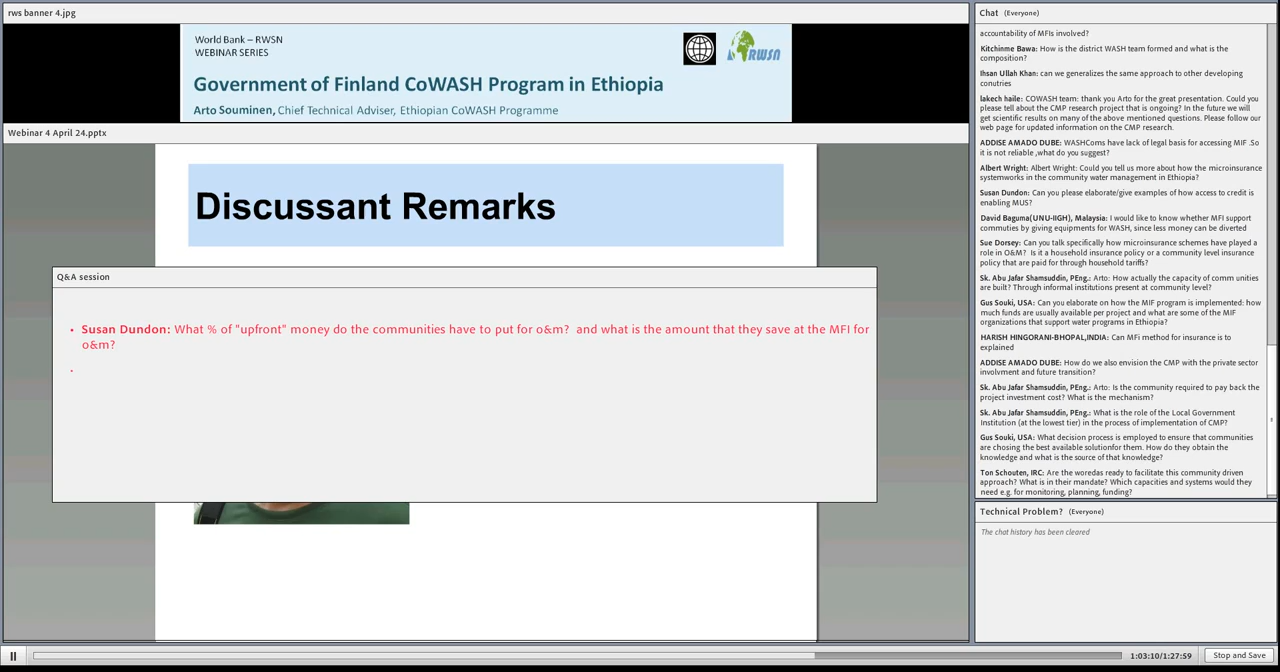 rws banner 4.jpg
World Bank – RWSN
WEBINAR SERIES
RWSN
Government of Finland CoWASH Program in Ethiopia
Arto Souminen, Chief Technical Adviser, Ethiopian CoWASH Programme
Webinar 4 April 24.pptx
Discussant Remarks
Q&A session
• Susan Dundon: What % of "upfront" money do the communities have to put for o&m? and what is the amount that they save at the MFI for
o&m?
•
Chat (Everyone)
accountability of MFIs involved?
Kitchinme Bawa: How is the district WASH team formed and what is the
composition?
Ihsan Ullah Khan: can we generalizes the same approach to other developing
conutries
lakech haile: COWASH team: thank you Arto for the great presentation. Could you
please tell about the CMP research project that is ongoing? In the future we will
get scientific results on many of the above mentioned questions. Please follow our
web page for updated information on the CMP research.
ADDISE AMADO DUBE: WASHComs have lack of legal basis for accessing MIF .So
it is not reliable ,what do you suggest?
Albert Wright: Albert Wright: Could you tell us more about how the microinsurance
systemworks in the community water management in Ethiopia?
Susan Dundon: Can you please elaborate/give examples of how access to credit is
enabling MUS?
David Baguma(UNU-IIGH), Malaysia: I would like to know whether MFI support
commuties by giving equipments for WASH, since less money can be diverted
Sue Dorsey: Can you talk specifically how microinsurance schemes have played a
role in O&M? Is it a household insurance policy or a community level insurance
policy that are paid for through household tariffs?
Sk. Abu Jafar Shamsuddin, PEng.: Arto: How actually the capacity of comm unities
are built? Through informal institutions present at community level?
Gus Souki, USA: Can you elaborate on how the MIF program is implemented: how
much funds are usually available per project and what are some of the MIF
organizations that support water programs in Ethiopia?
HARISH HINGORANI-BHOPAL,INDIA: Can MFi method for insurance is to
explained
ADDISE AMADO DUBE: How do we also envision the CMP with the private sector
involvment and future transition?
Sk. Abu Jafar Shamsuddin, PEng.: Arto: Is the community required to pay back the
project investment cost? What is the mechanism?
Sk. Abu Jafar Shamsuddin, PEng.: What is the role of the Local Government
Institution (at the lowest tier) in the process of implementation of CMP?
Gus Souki, USA: What decision process is employed to ensure that communities
are chosing the best available solutionfor them. How do they obtain the
knowledge and what is the source of that knowledge?
Ton Schouten, IRC: Are the woredas ready to facilitate this community driven
approach? What is in their mandate? Which capacities and systems would they
need e.g. for monitoring, planning, funding?
Technical Problem? (Everyone)
The chat history has been cleared
1:03:10/1:27:59
Stop and Save